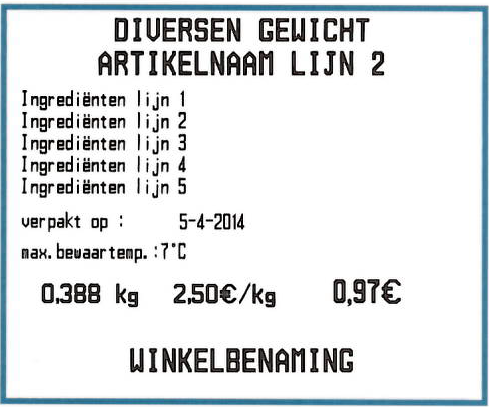 DIVERSEN GEWICHT
ARTIKELNAAM LIJN 2
Ingrediënten lijn 1
Ingrediënten lijn 2
Ingrediënten lijn 3
Ingrediënten lijn 4
Ingrediënten lijn 5
verpakt op : 5-4-2014
max.bewaartemp.:7°C
0,388 kg 2,50€/kg 0,97€
WINKELBENAMING